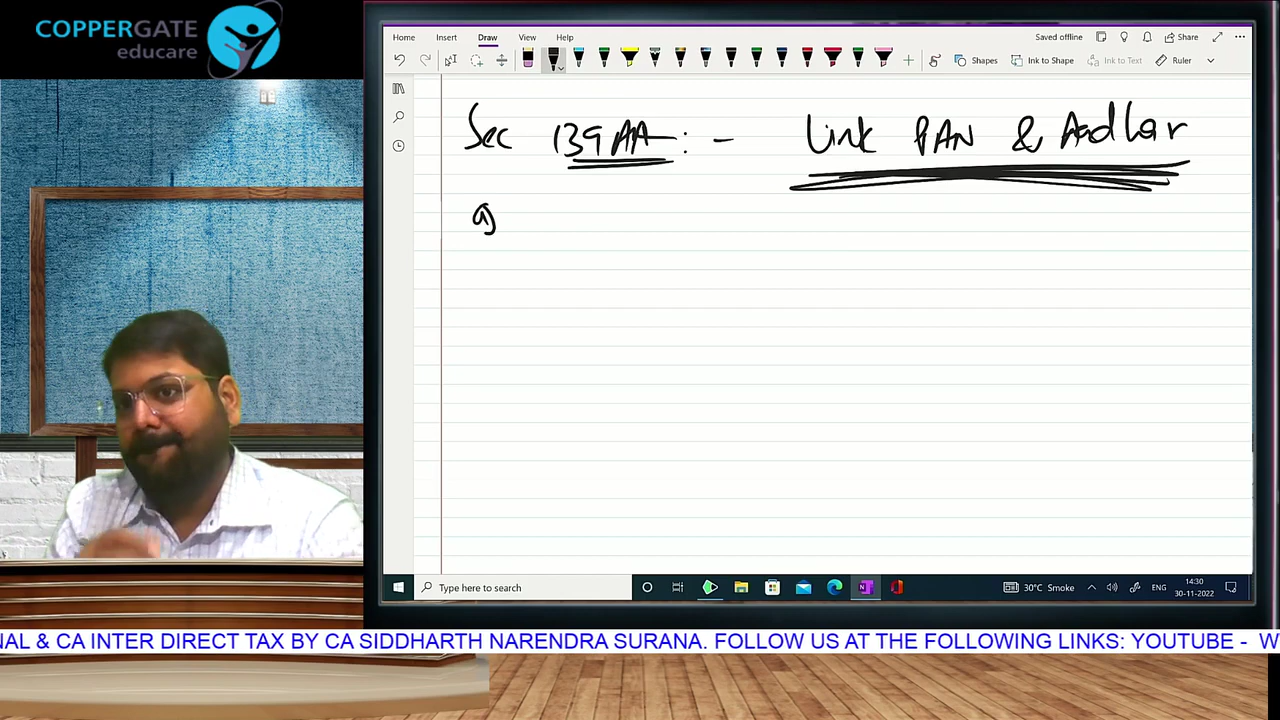 COPPERGATE
educare
Home Insert Draw View Help
Saved offline Share
Shapes Ink to Shape Ink to Text Ruler
Sec 139AA :- Link PAN & Aadhar
a)
Type here to search
30°C Smoke ENG 14:30
30-11-2022
NAL & CA INTER DIRECT TAX BY CA SIDDHARTH NARENDRA SURANA. FOLLOW US AT THE FOLLOWING LINKS: YOUTUBE - W